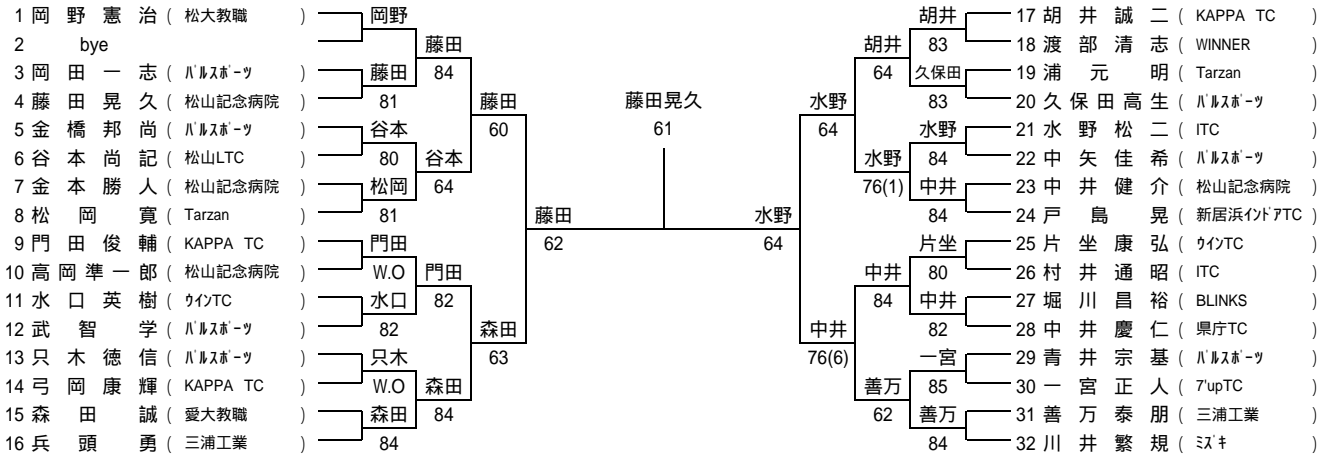 1 岡 野 憲 治 ( 松大教職 ) 岡野 胡井 17 胡 井 誠 二 ( KAPPA TC )
2 bye 藤田 胡井 83 18 渡 部 清 志 ( WINNER )
3 岡 田 一 志 ( ﾊﾟﾙｽﾎﾟｰﾂ ) 藤田 84 64 久保田 19 浦 元 明 ( Tarzan )
4 藤 田 晃 久 ( 松山記念病院 ) 81 藤田 藤田晃久 水野 83 20 久 保 田 高 生 ( ﾊﾟﾙｽﾎﾟｰﾂ )
5 金 橋 邦 尚 ( ﾊﾟﾙｽﾎﾟｰﾂ ) 谷本 60 61 64 水野 21 水 野 松 二 ( ITC )
6 谷 本 尚 記 ( 松山LTC ) 80 谷本 水野 84 22 中 矢 佳 希 ( ﾊﾟﾙｽﾎﾟｰﾂ )
7 金 本 勝 人 ( 松山記念病院 ) 松岡 64 76(1) 中井 23 中 井 健 介 ( 松山記念病院 )
8 松 岡 寛 ( Tarzan ) 81 藤田 水野 84 24 戸 島 晃 ( 新居浜ｲﾝﾄﾞｱTC )
9 門 田 俊 輔 ( KAPPA TC ) 門田 62 64 片坐 25 片 坐 康 弘 ( ｳｲﾝTC )
10 高 岡 準 一 郎 ( 松山記念病院 ) W.O 門田 中井 80 26 村 井 通 昭 ( ITC )
11 水 口 英 樹 ( ｳｲﾝTC ) 水口 82 84 中井 27 堀 川 昌 裕 ( BLINKS )
12 武 智 学 ( ﾊﾟﾙｽﾎﾟｰﾂ ) 82 森田 中井 82 28 中 井 慶 仁 ( 県庁TC )
13 只 木 徳 信 ( ﾊﾟﾙｽﾎﾟｰﾂ ) 只木 63 76(6) 一宮 29 青 井 宗 基 ( ﾊﾟﾙｽﾎﾟｰﾂ )
14 弓 岡 康 輝 ( KAPPA TC ) W.O 森田 善万 85 30 一 宮 正 人 ( 7'upTC )
15 森 田 誠 ( 愛大教職 ) 森田 84 62 善万 31 善 万 泰 朋 ( 三浦工業 )
16 兵 頭 勇 ( 三浦工業 ) 84 84 32 川 井 繁 規 ( ﾐｽﾞｷ )